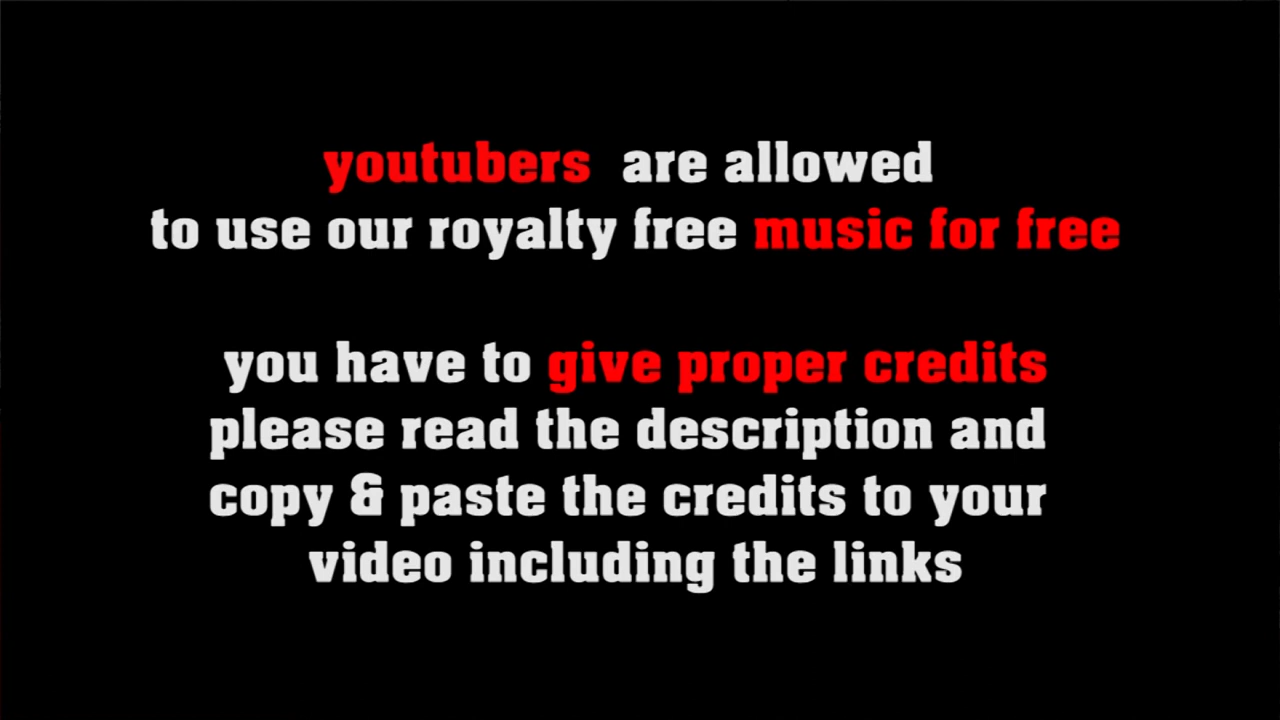 youtubers are allowed
to use our royalty free music for free
you have to give proper credits
please read the description and
copy & paste the credits to your
video including the links